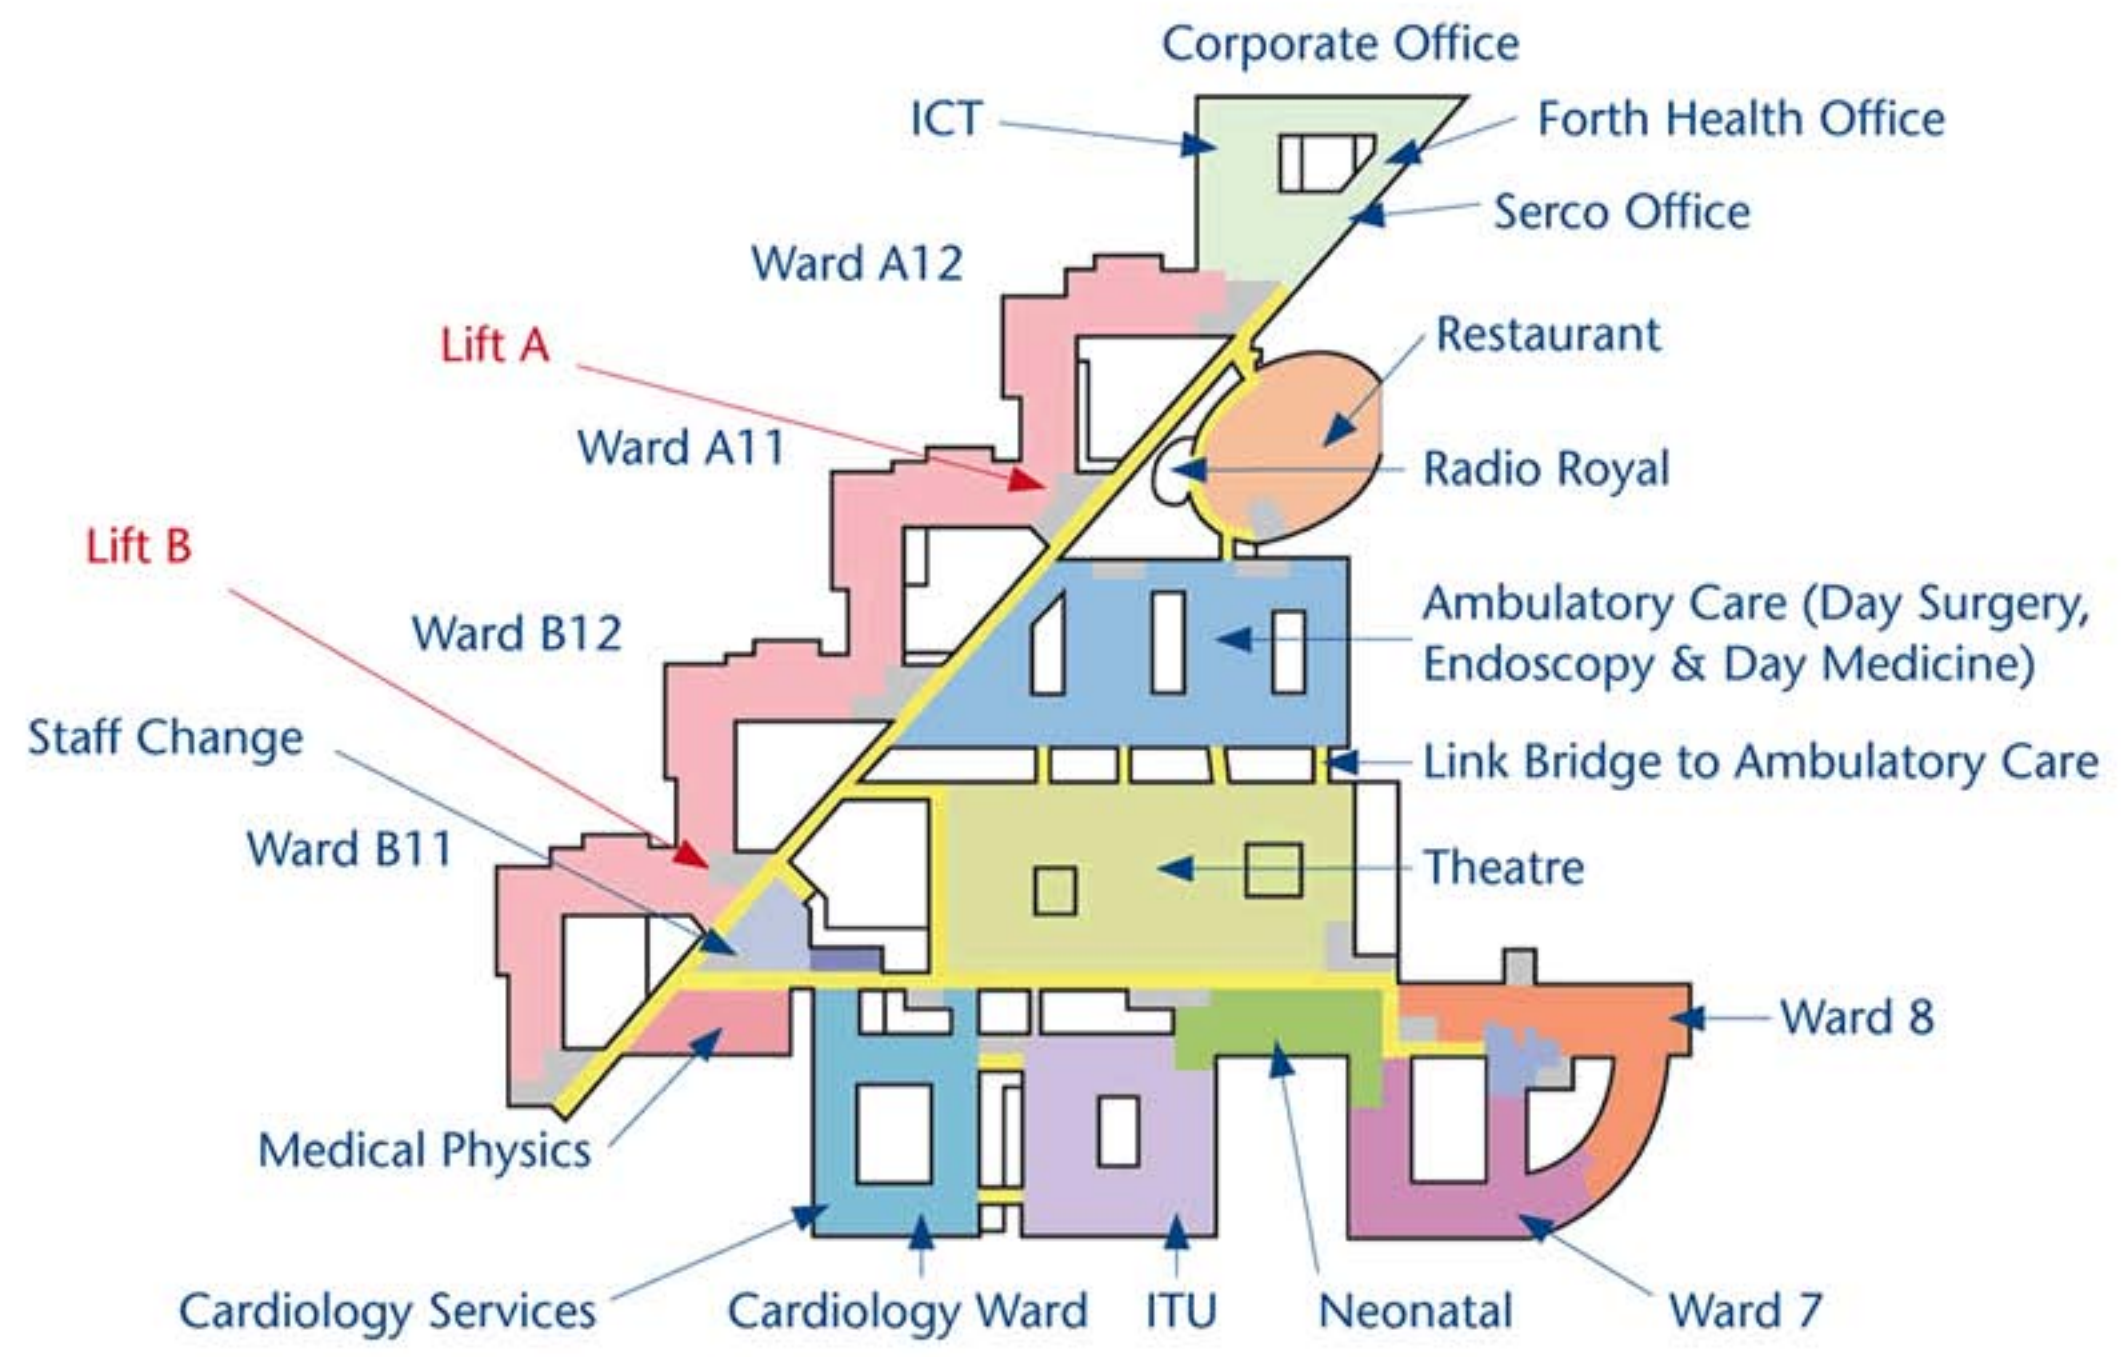 Corporate Office
ICT
Forth Health Office
Serco Office
Ward A12
Lift A
Restaurant
Ward A11
Radio Royal
Lift B
Ward B12
Ambulatory Care (Day Surgery,
Endoscopy & Day Medicine)
Staff Change
Link Bridge to Ambulatory Care
Ward B11
Theatre
Ward 8
Medical Physics
Cardiology Services
Cardiology Ward
ITU
Neonatal
Ward 7